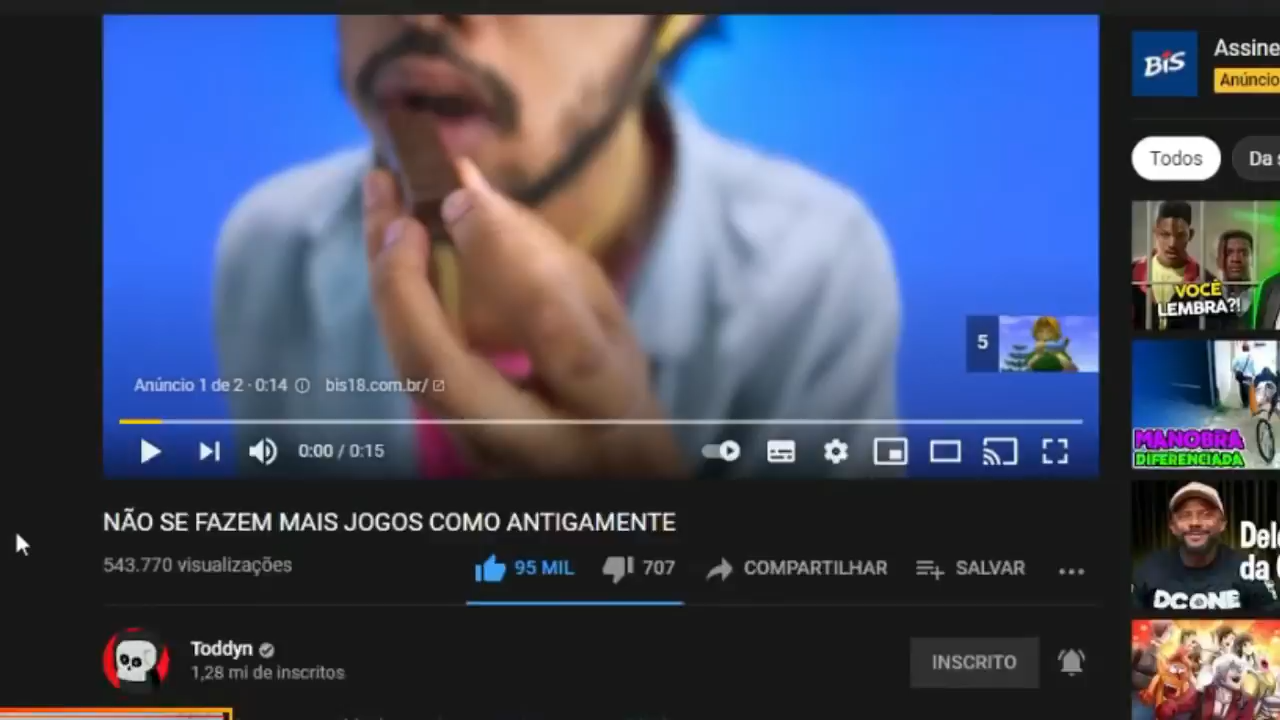 BIS
Assine
Anúncio
Todos
Da
5
VOCÊ
LEMBRA?!
Anúncio 1 de 2 · 0:14
bis18.com.br/
0:00 / 0:15
MANOBRA
DIFERENCIADA
NÃO SE FAZEM MAIS JOGOS COMO ANTIGAMENTE
543.770 visualizações
95 MIL
707
COMPARTILHAR
SALVAR
DCONE
Toddyn
1,28 mi de inscritos
INSCRITO